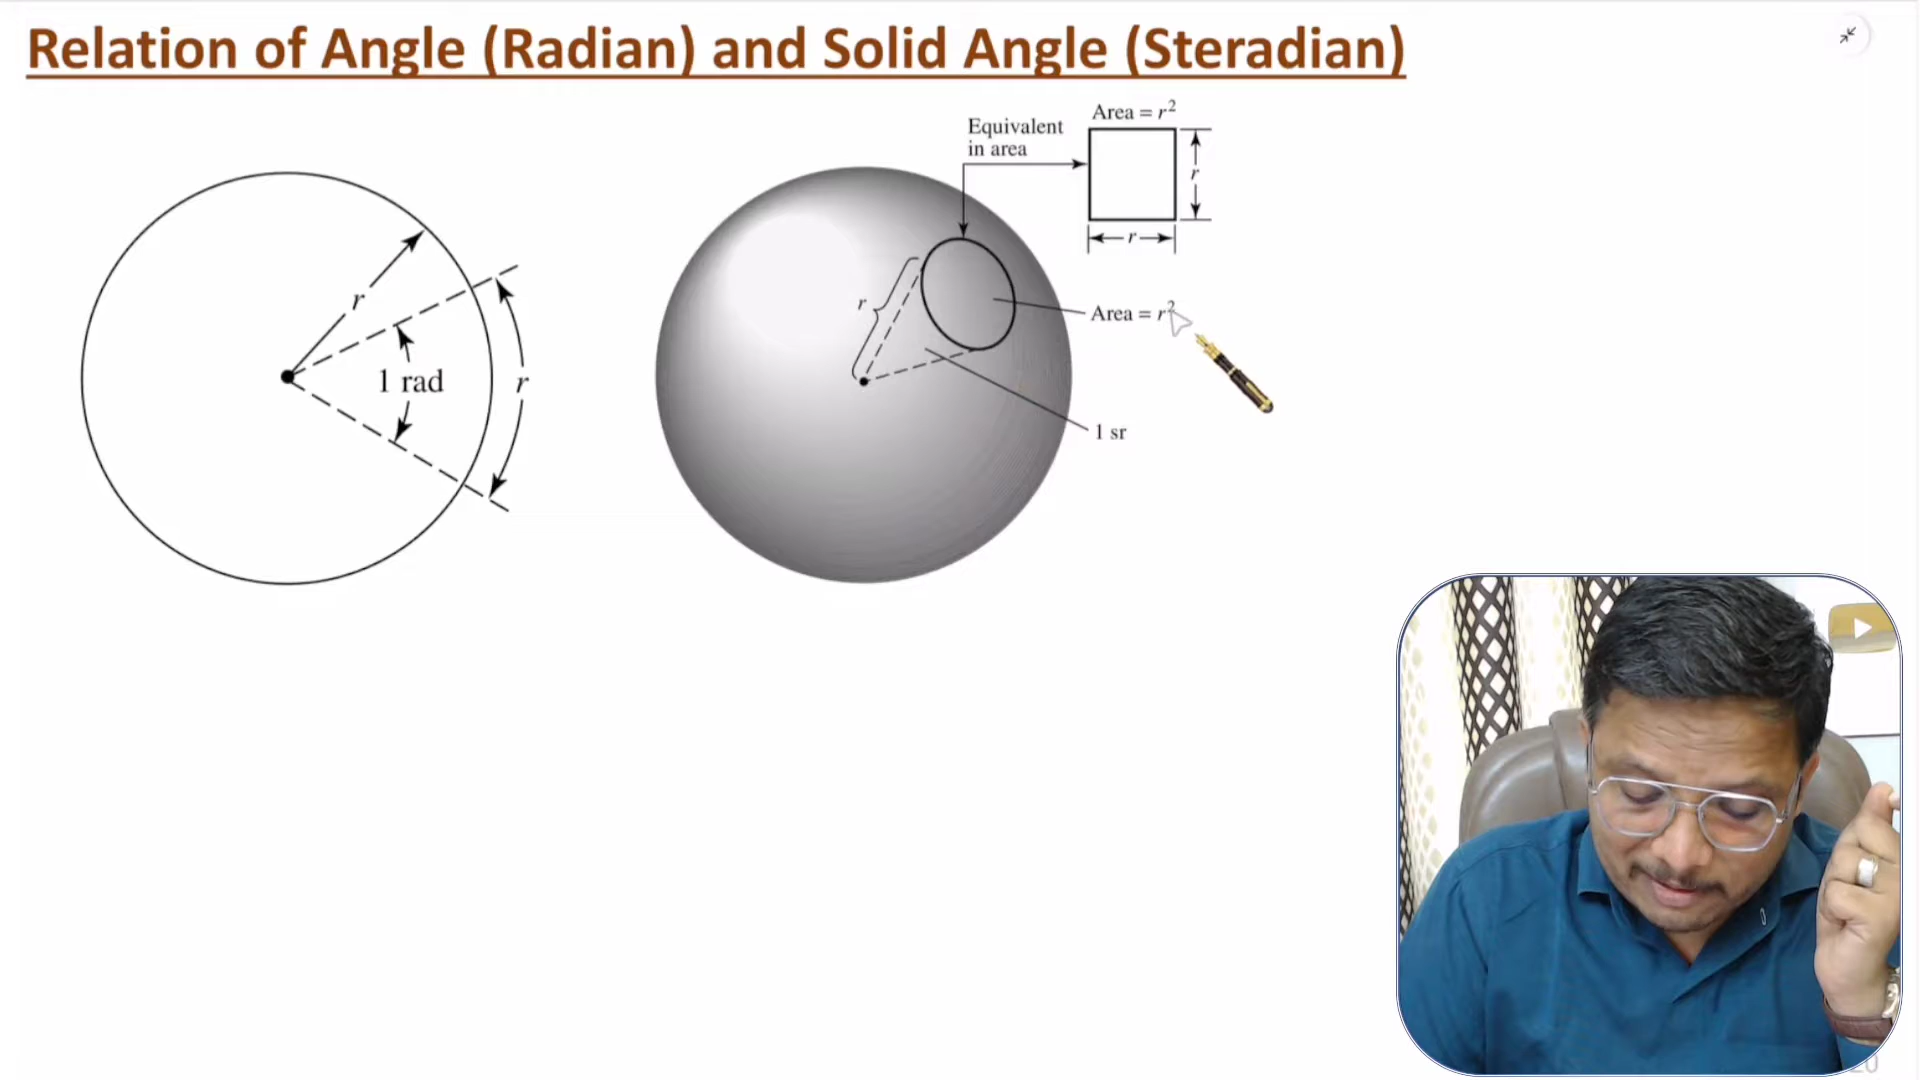 Relation of Angle (Radian) and Solid Angle (Steradian)
r
1 rad
r
Equivalent
in area
Area = r²
r
r
r
Area = r²
1 sr